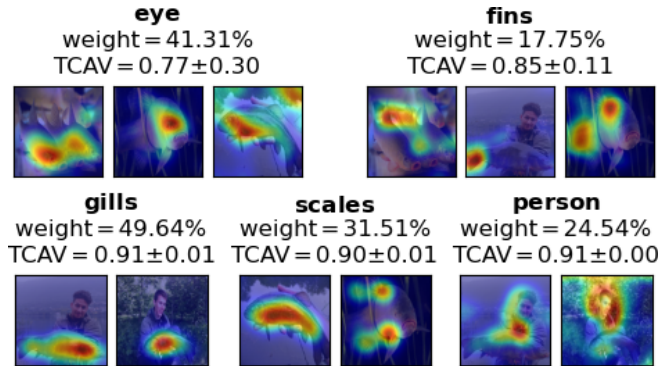 eye
weight = 41.31%
TCAV = 0.77±0.30
fins
weight = 17.75%
TCAV = 0.85±0.11
gills
weight = 49.64%
TCAV = 0.91±0.01
scales
weight = 31.51%
TCAV = 0.90±0.01
person
weight = 24.54%
TCAV = 0.91±0.00